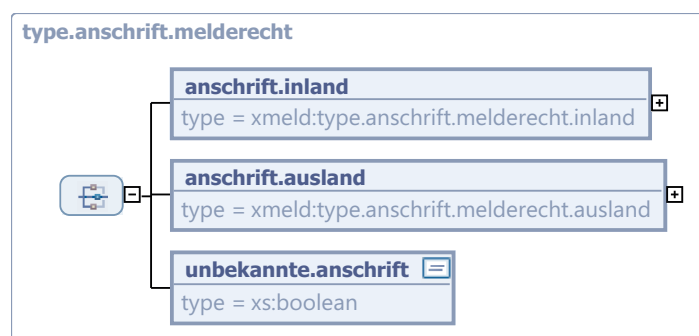 type.anschrift.melderecht
anschrift.inland
type = xmeld:type.anschrift.melderecht.inland
anschrift.ausland
type = xmeld:type.anschrift.melderecht.ausland
unbekannte.anschrift
type = xs:boolean